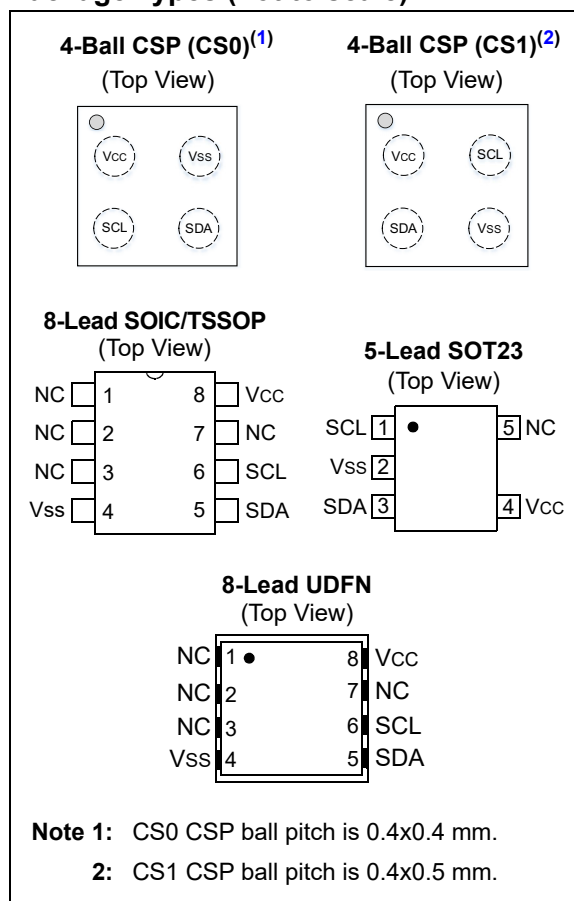 4-Ball CSP (CS0)(1)
(Top View)
Vcc
Vss
SCL
SDA
4-Ball CSP (CS1)(2)
(Top View)
Vcc
SCL
SDA
Vss
8-Lead SOIC/TSSOP
(Top View)
NC 1 8 Vcc
NC 2 7 NC
NC 3 6 SCL
Vss 4 5 SDA
5-Lead SOT23
(Top View)
SCL 1 5 NC
Vss 2
SDA 3 4 Vcc
8-Lead UDFN
(Top View)
NC 1 8 Vcc
NC 2 7 NC
NC 3 6 SCL
Vss 4 5 SDA
Note 1: CS0 CSP ball pitch is 0.4x0.4 mm.
2: CS1 CSP ball pitch is 0.4x0.5 mm.